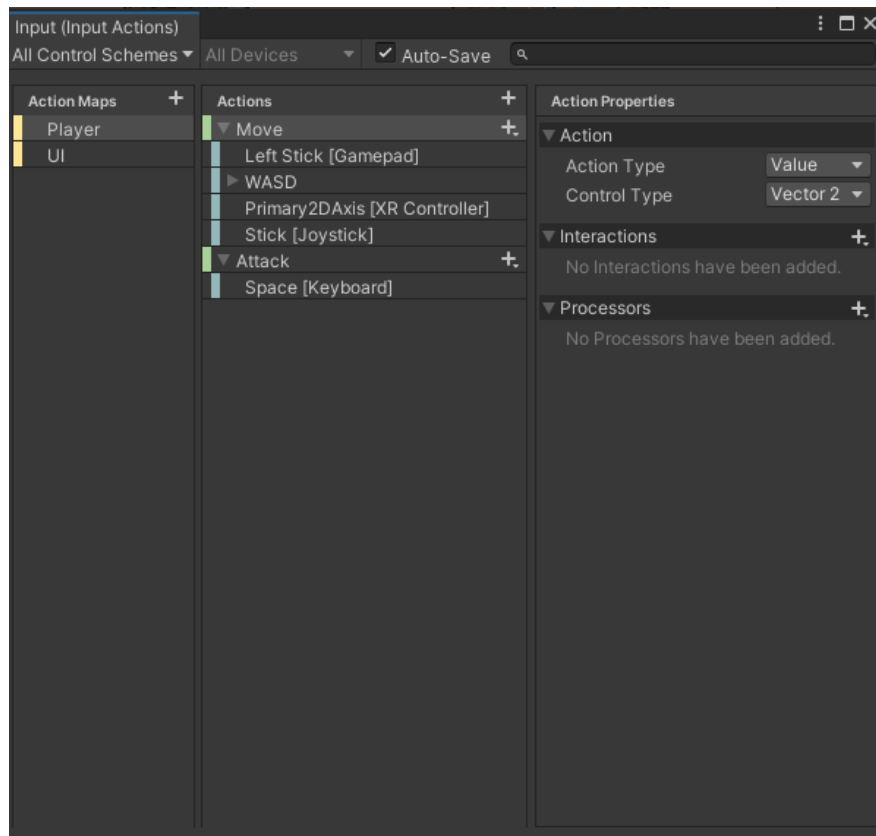 Input (Input Actions)
All Control Schemes All Devices Auto-Save
Action Maps
Player
UI
Actions
Move
Left Stick [Gamepad]
WASD
Primary2DAxis [XR Controller]
Stick [Joystick]
Attack
Space [Keyboard]
Action Properties
Action
Action Type Value
Control Type Vector 2
Interactions
No Interactions have been added.
Processors
No Processors have been added.